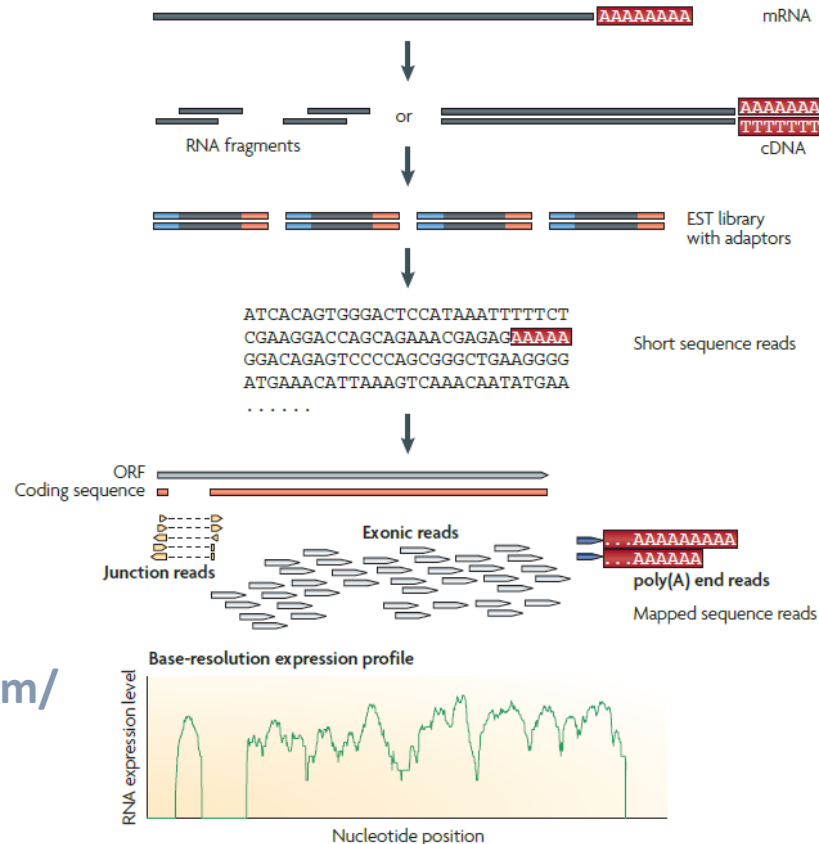 AAAAAAAA mRNA
or
AAAAAAA
TTTTTTT
RNA fragments
cDNA
EST library
with adaptors
ATCACAGTGGGACTCCATAAATTTTTCT
CGAAGGACCAGCAGAAACGAGAGAAAAA
GGACAGAGTCCCCAGCGGGCTGAAGGGG
ATGAAACATTAAAGTCAAACAATATGAA
......
Short sequence reads
ORF
Coding sequence
Junction reads
Exonic reads
...AAAAAAAAA
...AAAAAA
poly(A) end reads
Mapped sequence reads
m/
Base-resolution expression profile
RNA expression level
Nucleotide position